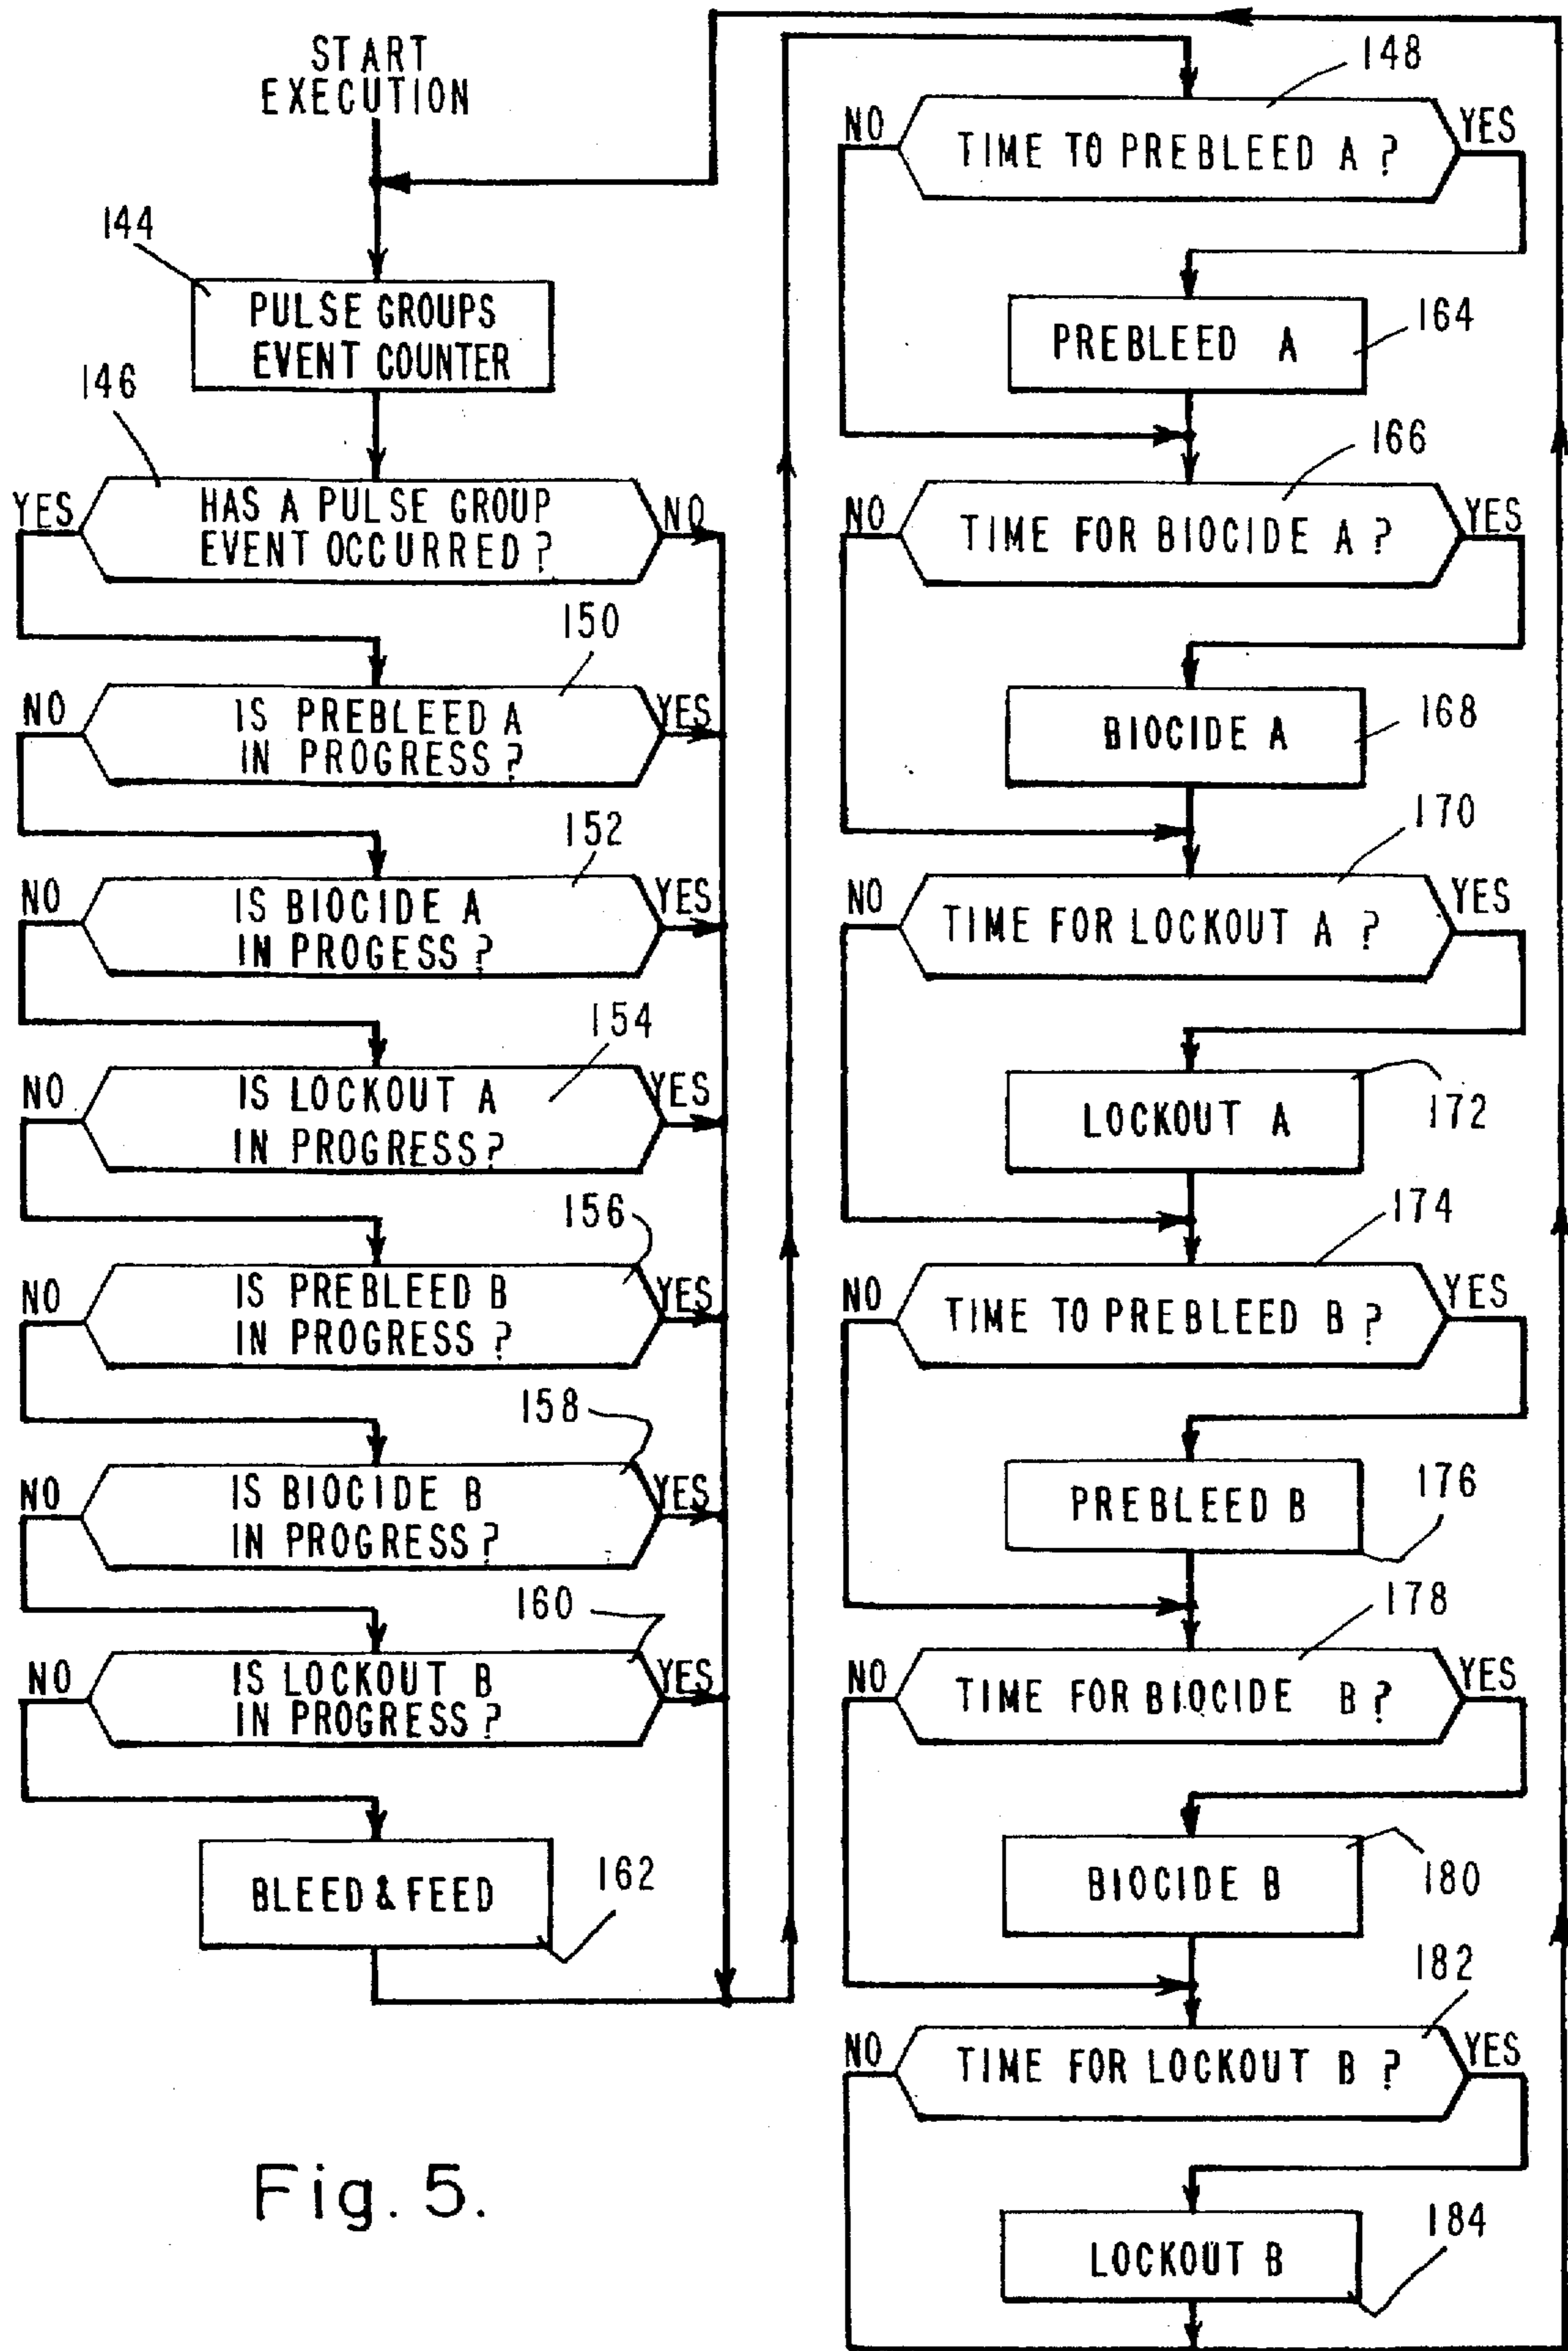 START
EXECUTION
144
PULSE GROUPS
EVENT COUNTER
146
YES
HAS A PULSE GROUP
EVENT OCCURRED ?
NO
150
NO
IS PREBLEED A
IN PROGRESS ?
YES
152
NO
IS BIOCIDE A
IN PROGESS ?
YES
154
NO
IS LOCKOUT A
IN PROGRESS ?
YES
156
NO
IS PREBLEED B
IN PROGRESS ?
YES
158
NO
IS BIOCIDE B
IN PROGRESS ?
YES
160
NO
IS LOCKOUT B
IN PROGRESS ?
YES
BLEED & FEED
162
148
NO
TIME TO PREBLEED A ?
YES
PREBLEED A
164
166
NO
TIME FOR BIOCIDE A ?
YES
BIOCIDE A
168
170
NO
TIME FOR LOCKOUT A ?
YES
LOCKOUT A
172
174
NO
TIME TO PREBLEED B ?
YES
PREBLEED B
176
178
NO
TIME FOR BIOCIDE B ?
YES
BIOCIDE B
180
182
NO
TIME FOR LOCKOUT B ?
YES
LOCKOUT B
184
Fig. 5.